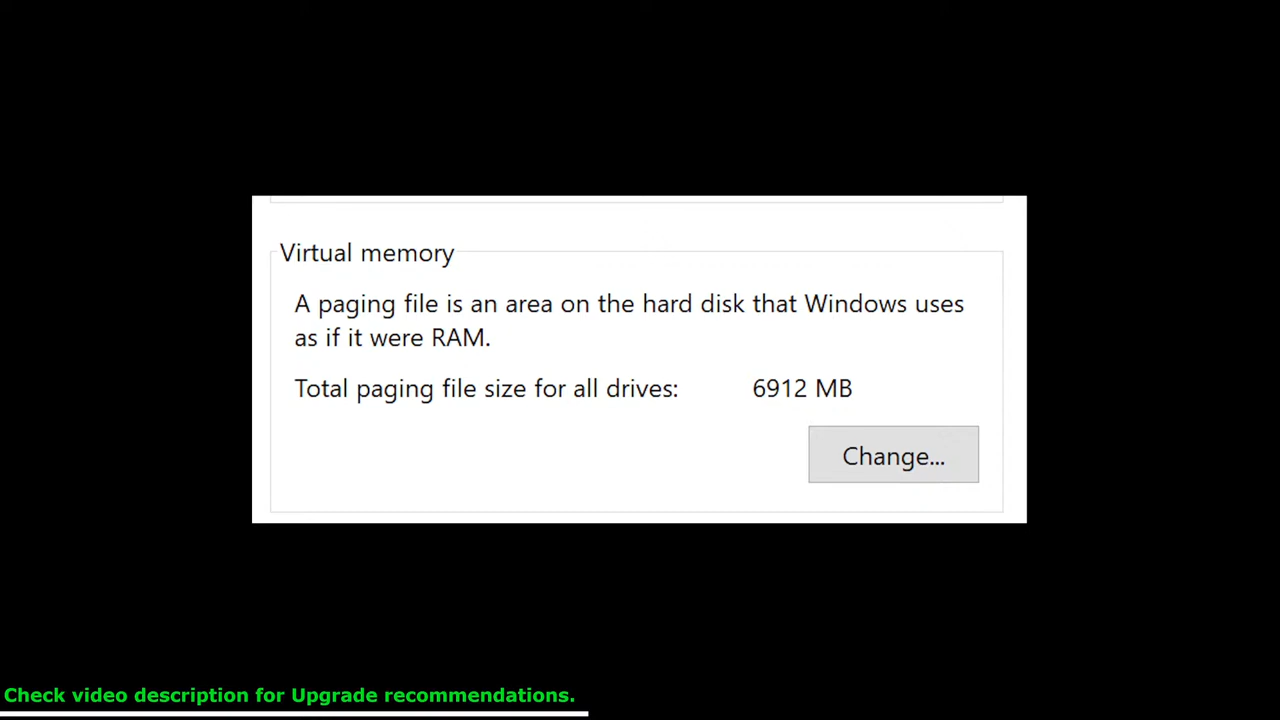 Virtual memory
A paging file is an area on the hard disk that Windows uses
as if it were RAM.
Total paging file size for all drives: 6912 MB
Change...
Check video description for Upgrade recommendations.